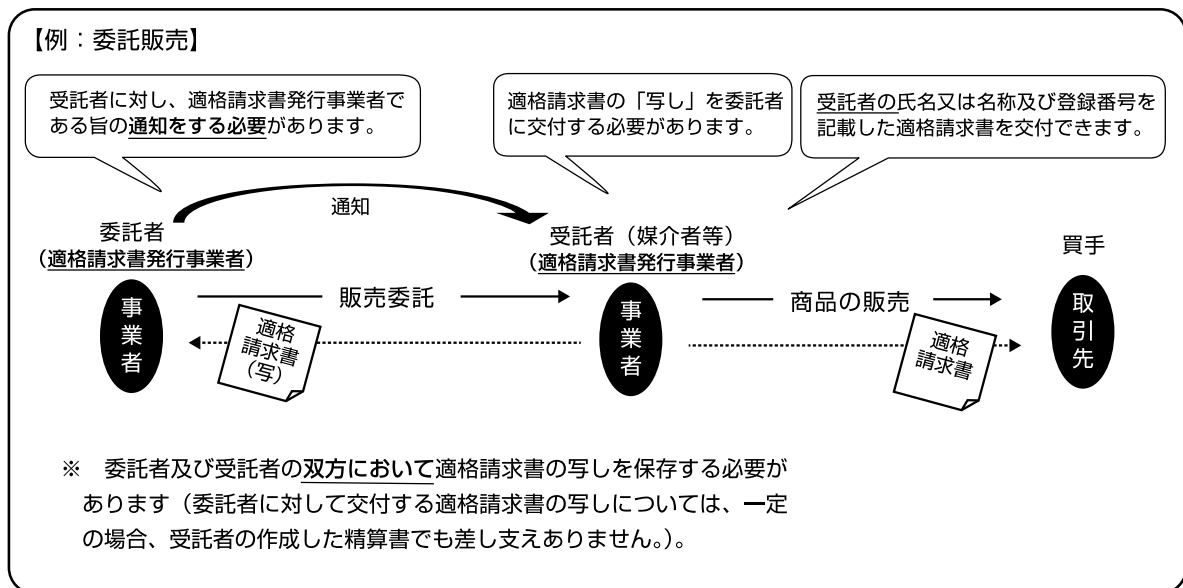 【例：委託販売】
受託者に対し、適格請求書発行事業者で
ある旨の通知をする必要があります。
適格請求書の「写し」を委託者
に交付する必要があります。
受託者の氏名又は名称及び登録番号を
記載した適格請求書を交付できます。
通知
委託者
（適格請求書発行事業者）
受託者（媒介者等）
（適格請求書発行事業者）
買手
事業者
販売委託
適格
請求書
（写）
事業者
商品の販売
適格
請求書
取引先
※　委託者及び受託者の双方において適格請求書の写しを保存する必要が
あります（委託者に対して交付する適格請求書の写しについては、一定
の場合、受託者の作成した精算書でも差し支えありません。）。